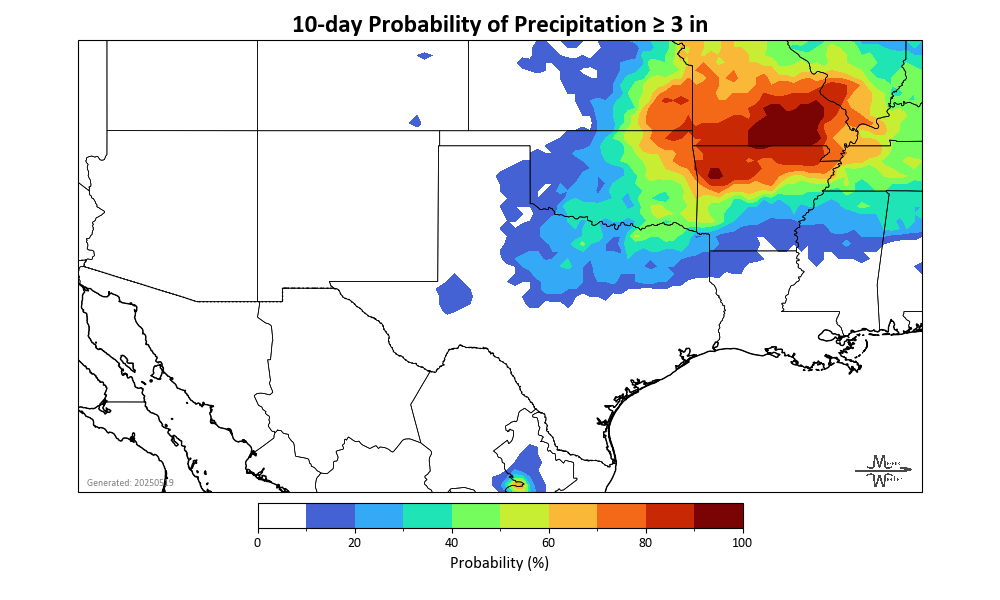 10-day Probability of Precipitation ≥ 3 in
Generated: 20250519
0 20 40 60 80 100
Probability (%)